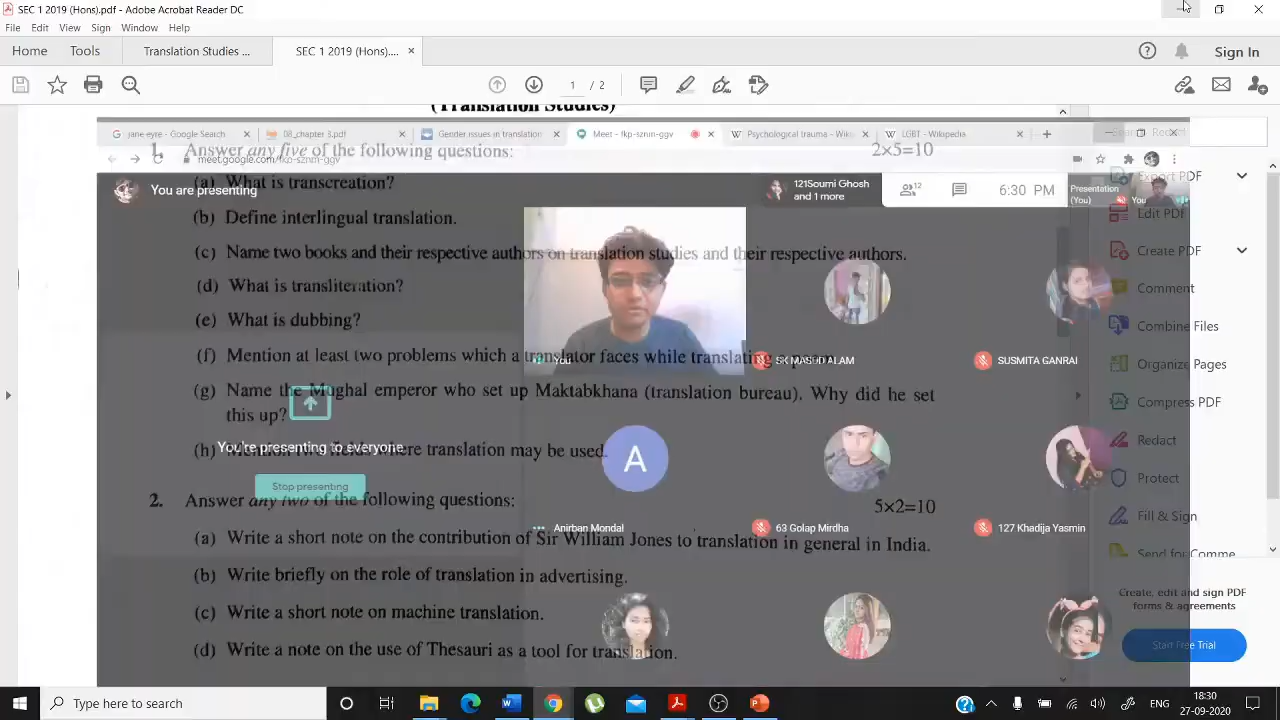 SEC 1 2019 (Hons).pdf - Adobe Acrobat Reader DC
File Edit View Sign Window Help
Home Tools Translation Studies ... SEC 1 2019 (Hons).... × Sign In
1 / 2
(Translation Studies)
jane eyre - Google Search × 08_chapter 3.pdf × Gender issues in translation × Meet – fkp-sznm-ggv × Psychological trauma - Wiki × LGBT - Wikipedia × +
1. Answer any five of the following questions: 2×5=10
meet.google.com/fkp-sznm-ggv
Export PDF
(a) What is transcreation?
You are presenting
121Soumi Ghosh
and 1 more
12
6:30 PM
Presentation
(You)
You
Edit PDF
(b) Define interlingual translation.
(c) Name two books and their respective authors on translation studies and their respective authors.
Create PDF
(d) What is transliteration?
Comment
(e) What is dubbing?
Combine Files
(f) Mention at least two problems which a translator faces while translating
You
SK MASUD ALAM
SUSMITA GANRAI
Organize Pages
(g) Name the Mughal emperor who set up Maktabkhana (translation bureau). Why did he set
this up?
Compress PDF
You're presenting to everyone
(h) where translation may be used.
Redact
Stop presenting
Protect
2. Answer any two of the following questions: 5×2=10
Fill & Sign
Anirban Mondal
63 Golap Mirdha
127 Khadija Yasmin
A
(a) Write a short note on the contribution of Sir William Jones to translation in general in India.
Send for Comme
(b) Write briefly on the role of translation in advertising.
Create, edit and sign PDF
forms & agreements
(c) Write a short note on machine translation.
Start Free Trial
(d) Write a note on the use of Thesauri as a tool for translation.
Type here to search
ENG
18:30
27-09-2020